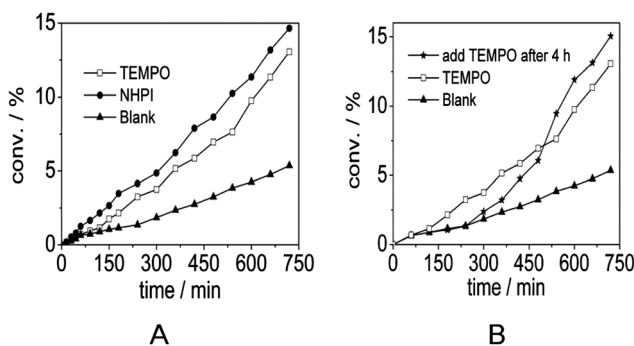 conv. / %
15
10
5
0
TEMPO
NHPI
Blank
0 150 300 450 600 750
time / min
A
conv. / %
15
10
5
0
add TEMPO after 4 h
TEMPO
Blank
0 150 300 450 600 750
time / min
B